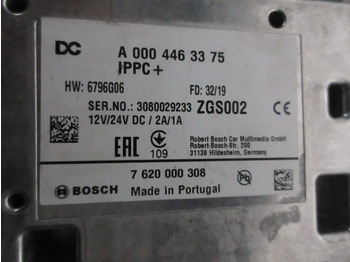 DC A 000 446 33 75
IPPC+
HW: 6796G06 FD: 32/19
SER.NO.: 3080029233 ZGS002
12V/24V DC / 2A/1A
EAC 109 CE
Robert Bosch Car Multimedia GmbH
Robert-Bosch-Str. 200
31139 Hildesheim, Germany
7 620 000 308
BOSCH Made in Portugal Pb